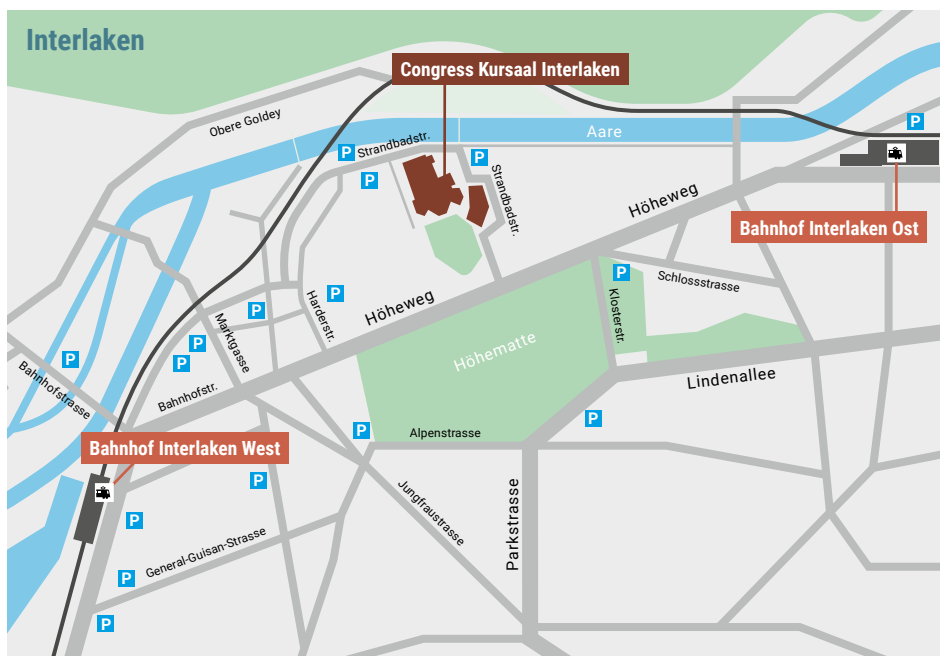 Interlaken
Congress Kursaal Interlaken
Obere Goldey
P
Aare
Strandbadstr.
P
P
P
Strandbadstr.
Höheweg
Bahnhof Interlaken Ost
P
Schlossstrasse
Klosterstr.
P
Harderstr.
Höheweg
P
Marktgasse
P
P
P
Bahnhofstrasse
Bahnhofstr.
Höhematte
Lindenallee
P
P
Alpenstrasse
Bahnhof Interlaken West
P
Jungfraustrasse
Parkstrasse
P
General-Guisan-Strasse
P
P